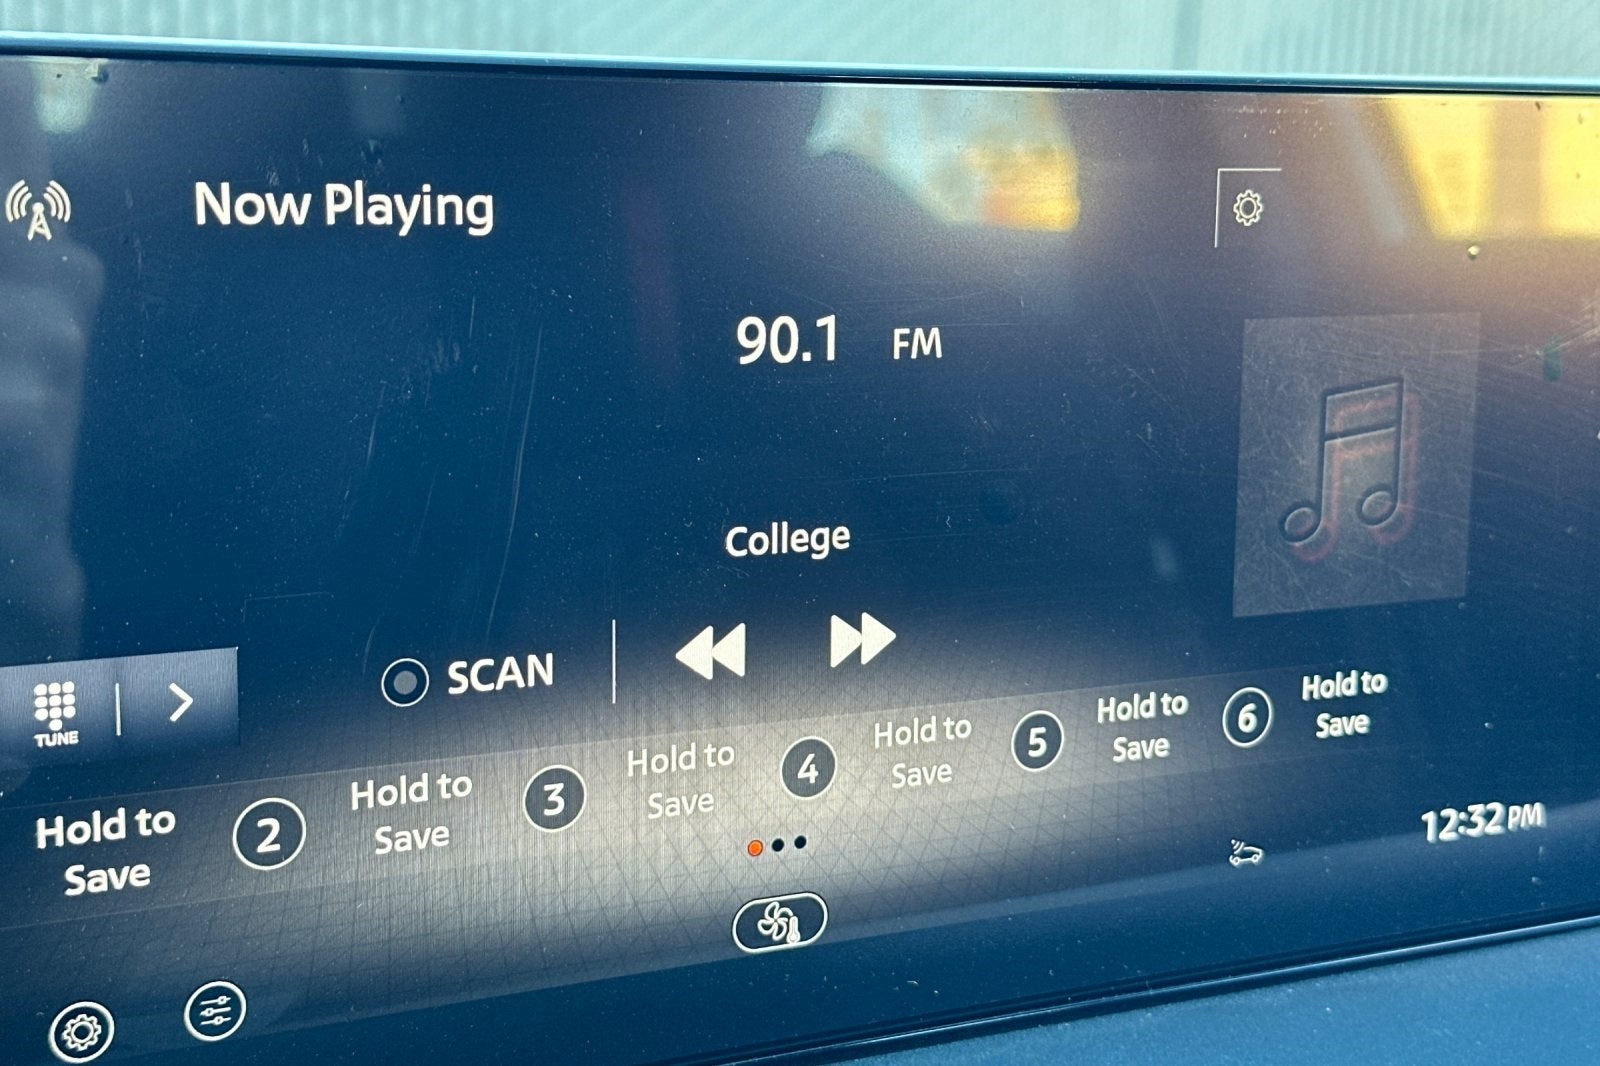 Now Playing
90.1 FM
College
TUNE
SCAN
Hold to
Save
2
Hold to
Save
3
Hold to
Save
4
Hold to
Save
5
Hold to
Save
6
Hold to
Save
12:32 PM